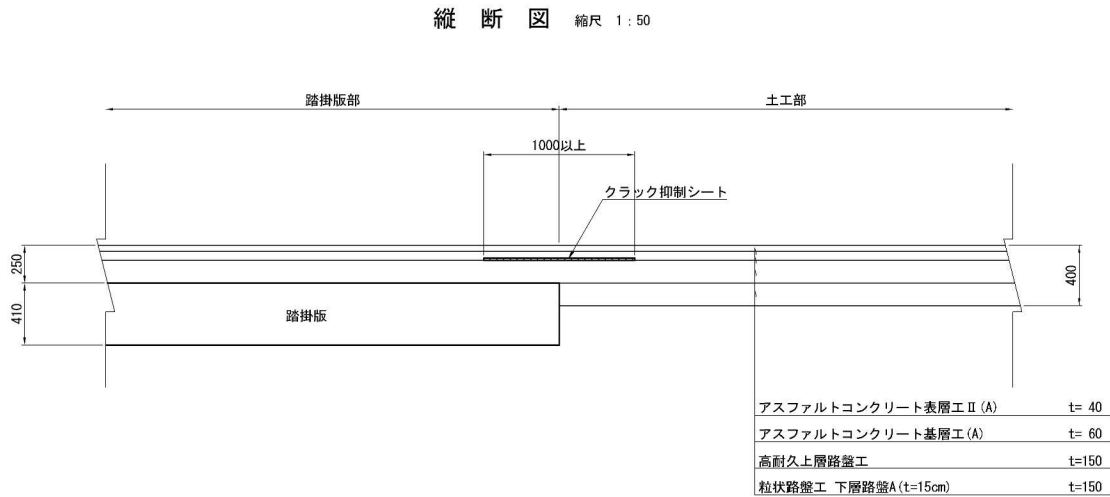 縦断図 縮尺 1:50
踏掛版部 土工部
1000以上
クラック抑制シート
250
400
410
踏掛版
アスファルトコンクリート表層工Ⅱ(A) t= 40
アスファルトコンクリート基層工(A) t= 60
高耐久上層路盤工 t=150
粒状路盤工 下層路盤A(t=15cm) t=150